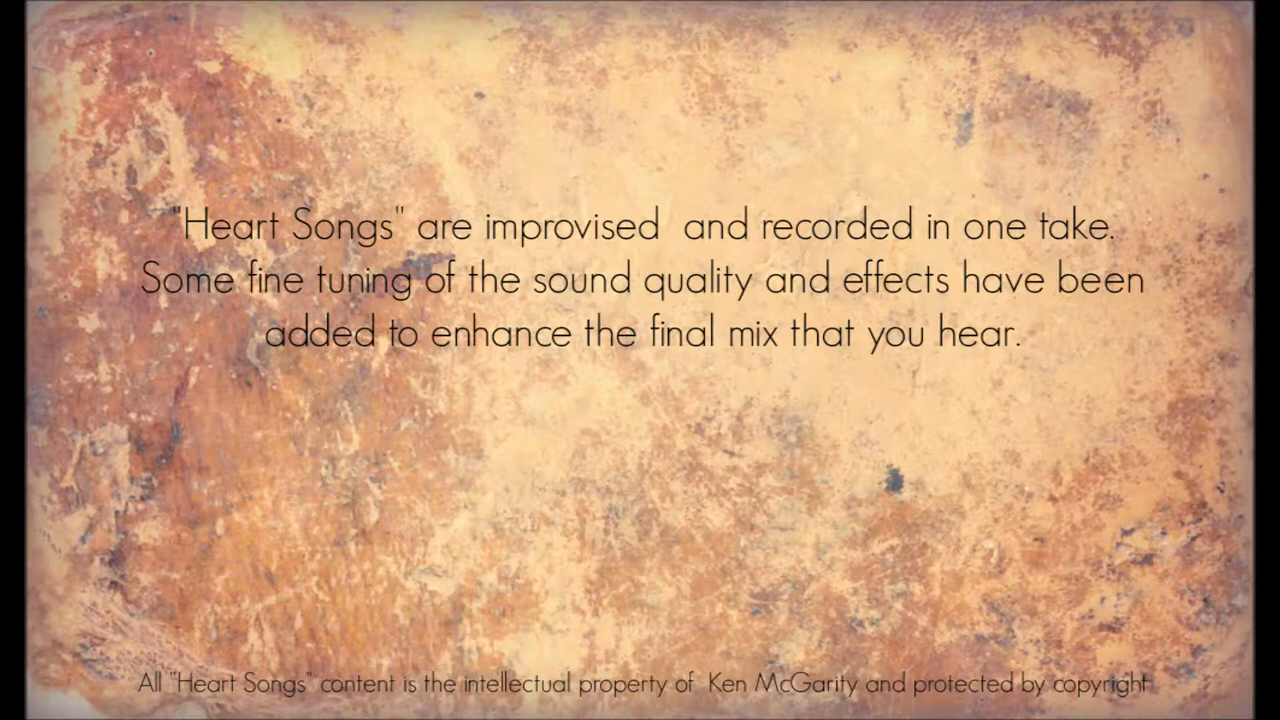 "Heart Songs" are improvised and recorded in one take.
Some fine tuning of the sound quality and effects have been
added to enhance the final mix that you hear.
All "Heart Songs" content is the intellectual property of Ken McGarity and protected by copyright